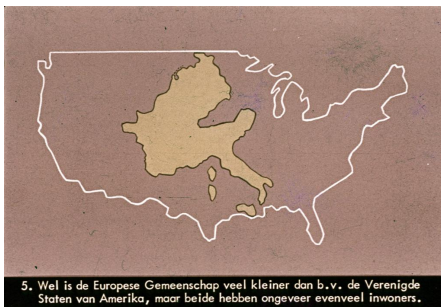 5. Wel is de Europese Gemeenschap veel kleiner dan b.v. de Verenigde
Staten van Amerika, maar beide hebben ongeveer evenveel inwoners.